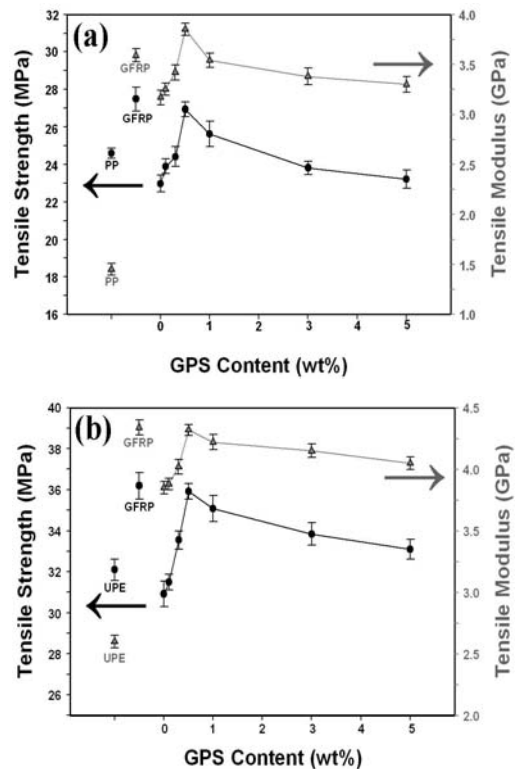 (a)
Tensile Strength (MPa)
32
30
28
26
24
22
20
18
16
GFRP
GFRP
PP
PP
4.0
3.5
3.0
2.5
2.0
1.5
1.0
Tensile Modulus (GPa)
0 1 2 3 4 5
GPS Content (wt%)
(b)
Tensile Strength (MPa)
40
38
36
34
32
30
28
26
GFRP
GFRP
UPE
UPE
4.5
4.0
3.5
3.0
2.5
2.0
Tensile Modulus (GPa)
0 1 2 3 4 5
GPS Content (wt%)